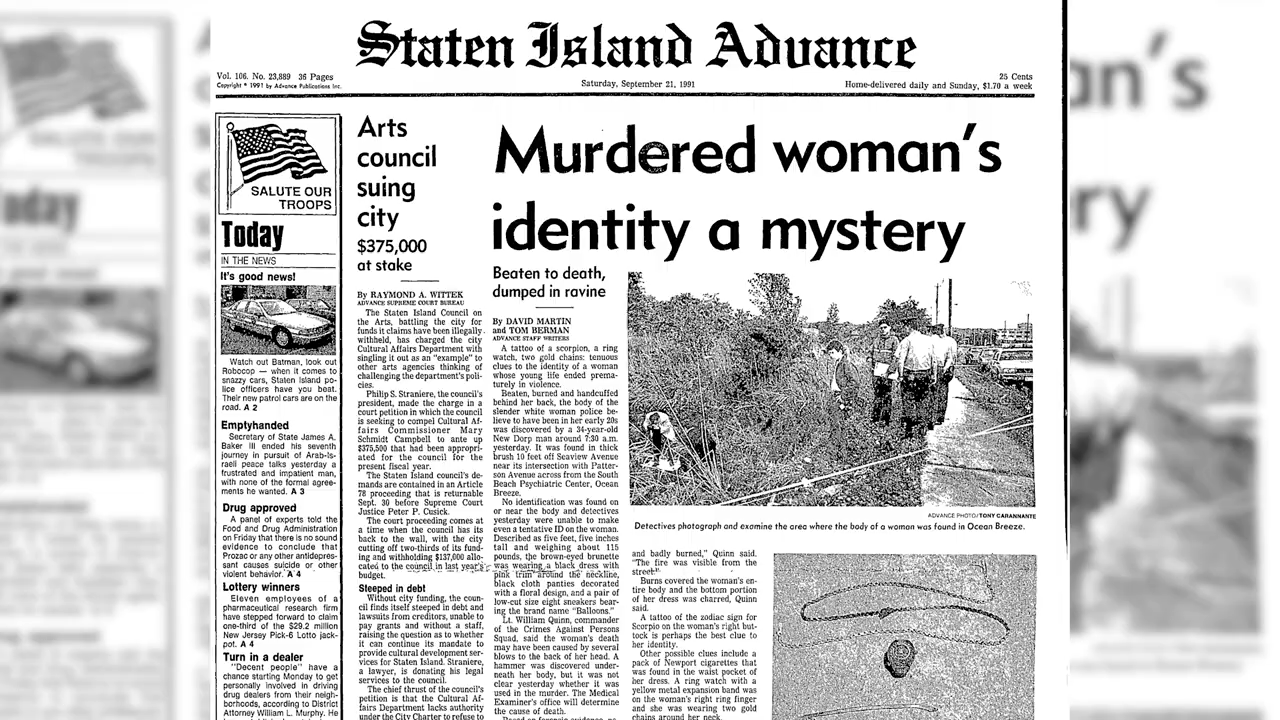 Staten Island Advance
Vol. 106. No. 23,889 36 Pages
Copyright © 1991 by Advance Publications Inc.
Saturday, September 21, 1991
25 Cents
Home-delivered daily and Sunday, $1.70 a week
SALUTE OUR
TROOPS
Today
IN THE NEWS
It's good news!
Watch out Batman, look out
Robocop — when it comes to
snazzy cars, Staten Island po-
lice officers have you beat.
Their new patrol cars are on the
road. A 2
Emptyhanded
Secretary of State James A.
Baker III ended his seventh
journey in pursuit of Arab-Is-
raeli peace talks yesterday a
frustrated and impatient man,
with none of the formal agree-
ments he wanted. A 3
Drug approved
A panel of experts told the
Food and Drug Administration
on Friday that there is no sound
evidence to conclude that
Prozac or any other antidepres-
sant causes suicide or other
violent behavior. A 4
Lottery winners
Eleven employees of a
pharmaceutical research firm
have stepped forward to claim
one-third of the $29.2 million
New Jersey Pick-6 Lotto jack-
pot. A 4
Turn in a dealer
"Decent people" have a
chance starting Monday to get
personally involved in driving
drug dealers from their neigh-
borhoods, according to District
Attorney William L. Murphy. He
Arts
council
suing
city
$375,000
at stake
By RAYMOND A. WITTEK
ADVANCE SUPREME COURT BUREAU
The Staten Island Council on
the Arts, battling the city for
funds it claims have been illegally
withheld, has charged the city
Cultural Affairs Department with
singling it out as an "example" to
other arts agencies thinking of
challenging the department's poli-
cies.
Philip S. Straniere, the council's
president, made the charge in a
court petition in which the council
is seeking to compel Cultural Af-
fairs Commissioner Mary
Schmidt Campbell to ante up
$375,500 that had been appropri-
ated for the council for the
present fiscal year.
The Staten Island council's de-
mands are contained in an Article
78 proceeding that is returnable
Sept. 30 before Supreme Court
Justice Peter P. Cusick.
The court proceeding comes at
a time when the council has its
back to the wall, with the city
cutting off two-thirds of its fund-
ing and withholding $137,000 allo-
cated to the council in last year's
budget.
Steeped in debt
Without city funding, the coun-
cil finds itself steeped in debt and
lawsuits from creditors, unable to
pay grants and without a staff,
raising the question as to whether
it can continue its mandate to
provide cultural development ser-
vices for Staten Island. Straniere,
a lawyer, is donating his legal
services to the council.
The chief thrust of the council's
petition is that the Cultural Af-
fairs Department lacks authority
under the City Charter to refuse to
Murdered woman's
identity a mystery
Beaten to death,
dumped in ravine
By DAVID MARTIN
and TOM BERMAN
ADVANCE STAFF WRITERS
A tattoo of a scorpion, a ring
watch, two gold chains: tenuous
clues to the identity of a woman
whose young life ended prema-
turely in violence.
Beaten, burned and handcuffed
behind her back, the body of the
slender white woman police be-
lieve to have been in her early 20s
was discovered by a 34-year-old
New Dorp man around 7:30 a.m.
yesterday. It was found in thick
brush 10 feet off Seaview Avenue
near its intersection with Patter-
son Avenue across from the South
Beach Psychiatric Center, Ocean
Breeze.
No identification was found on
or near the body and detectives
yesterday were unable to make
even a tentative ID on the woman.
Described as five feet, five inches
tall and weighing about 115
pounds, the brown-eyed brunette
was wearing a black dress with
pink trim around the neckline,
black cloth panties decorated
with a floral design, and a pair of
low-cut size eight sneakers bear-
ing the brand name "Balloons."
Lt. William Quinn, commander
of the Crimes Against Persons
Squad, said the woman's death
may have been caused by several
blows to the back of her head. A
hammer was discovered under-
neath her body, but it was not
clear yesterday whether it was
used in the murder. The Medical
Examiner's office will determine
the cause of death.
ADVANCE PHOTO/TONY CARANNANTE
Detectives photograph and examine the area where the body of a woman was found in Ocean Breeze.
and badly burned," Quinn said.
"The fire was visible from the
street."
Burns covered the woman's en-
tire body and the bottom portion
of her dress was charred, Quinn
said.
A tattoo of the zodiac sign for
Scorpio on the woman's right but-
tock is perhaps the best clue to
her identity.
Other possible clues include a
pack of Newport cigarettes that
was found in the waist pocket of
her dress. A ring watch with a
yellow metal expansion band was
on the woman's right ring finger
and she was wearing two gold
chains around her neck.